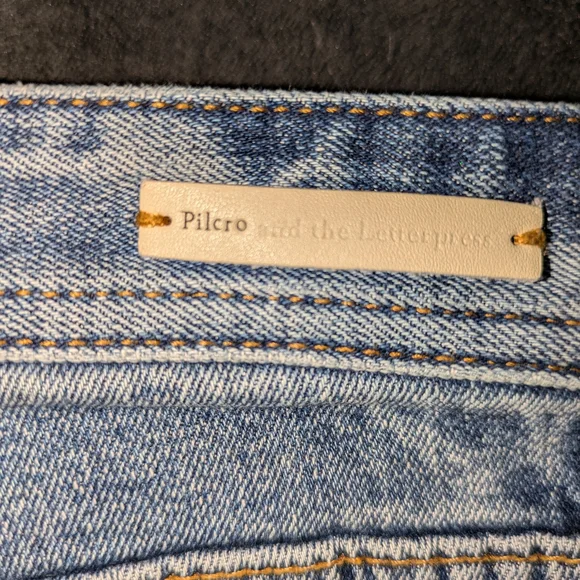 Pilcro and the Letterpress